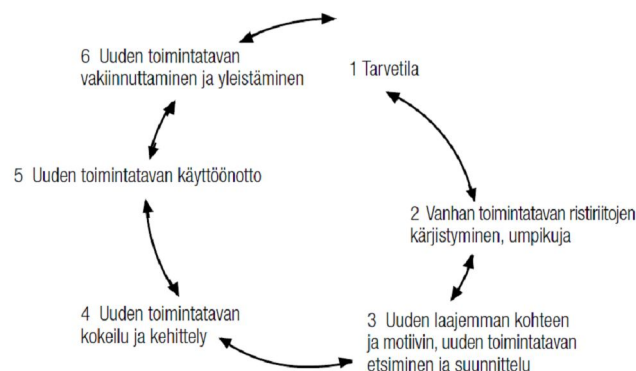 1 Tarvetila
2 Vanhan toimintatavan ristiriitojen
kärjistyminen, umpikuja
3 Uuden laajemman kohteen
ja motiivin, uuden toimintatavan
etsiminen ja suunnittelu
4 Uuden toimintatavan
kokeilu ja kehittely
5 Uuden toimintatavan käyttöönotto
6 Uuden toimintatavan
vakiinnuttaminen ja yleistäminen